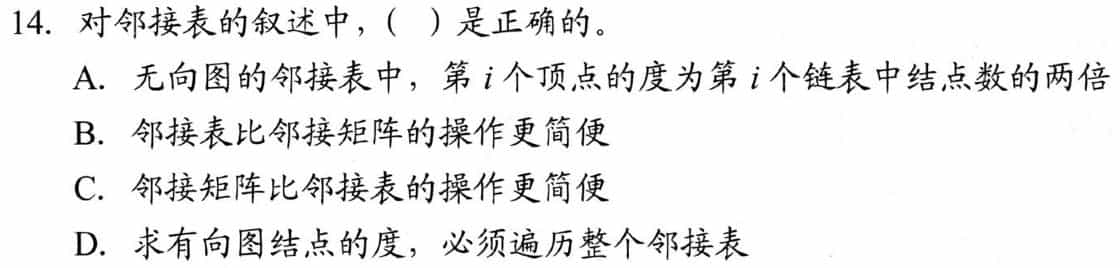 14. 对邻接表的叙述中，( ) 是正确的。
A. 无向图的邻接表中，第 i 个顶点的度为第 i 个链表中结点数的两倍
B. 邻接表比邻接矩阵的操作更简便
C. 邻接矩阵比邻接表的操作更简便
D. 求有向图结点的度，必须遍历整个邻接表